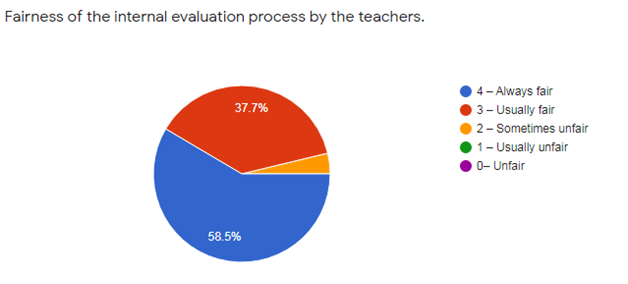 Fairness of the internal evaluation process by the teachers.
37.7%
58.5%
4 – Always fair
3 – Usually fair
2 – Sometimes unfair
1 – Usually unfair
0– Unfair